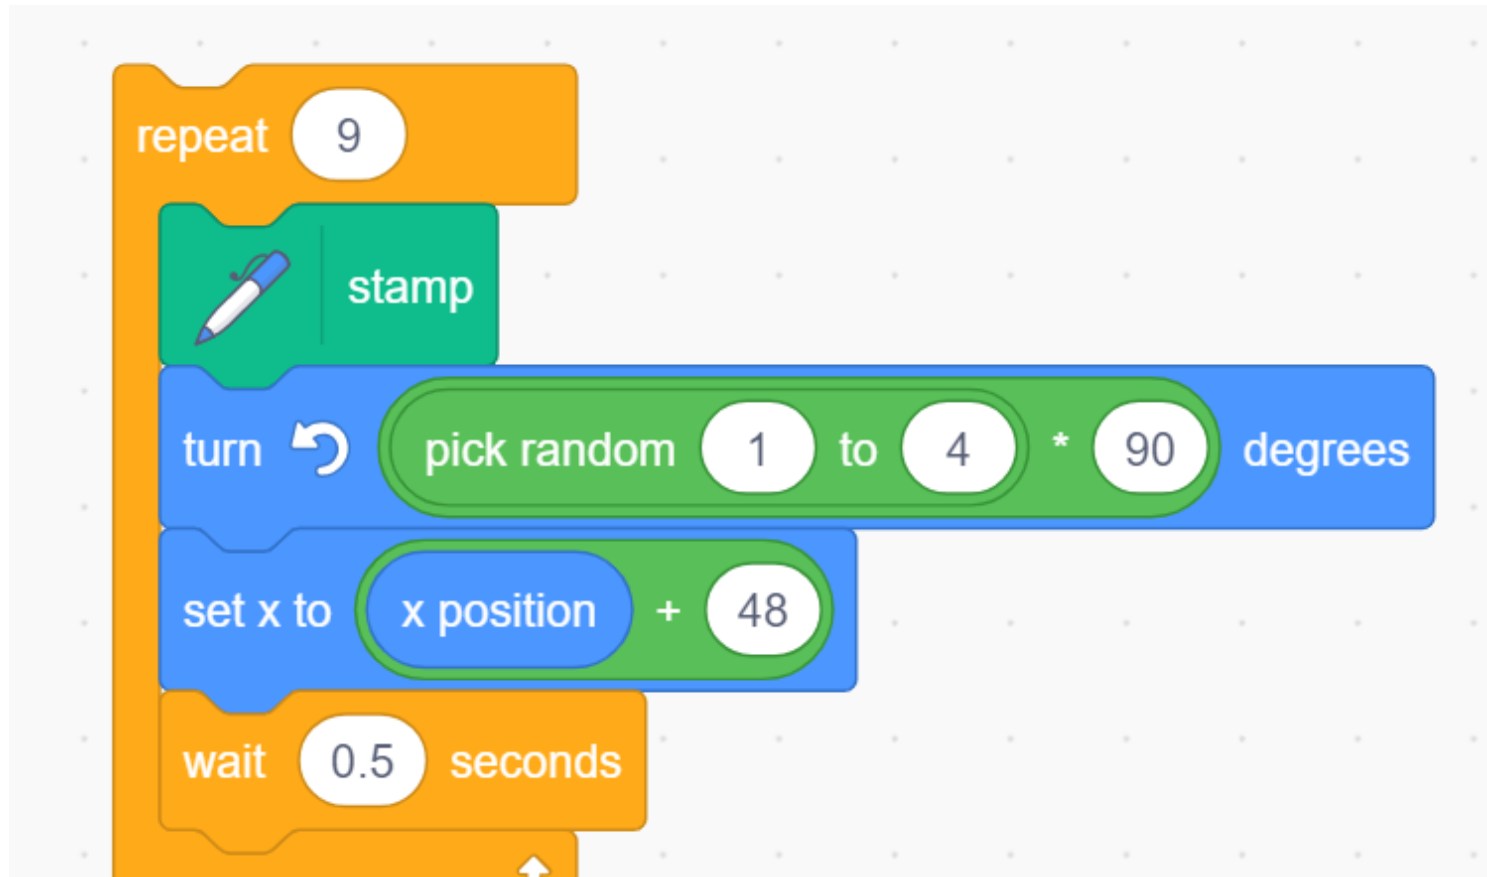 repeat 9
stamp
turn pick random 1 to 4 * 90 degrees
set x to x position + 48
wait 0.5 seconds